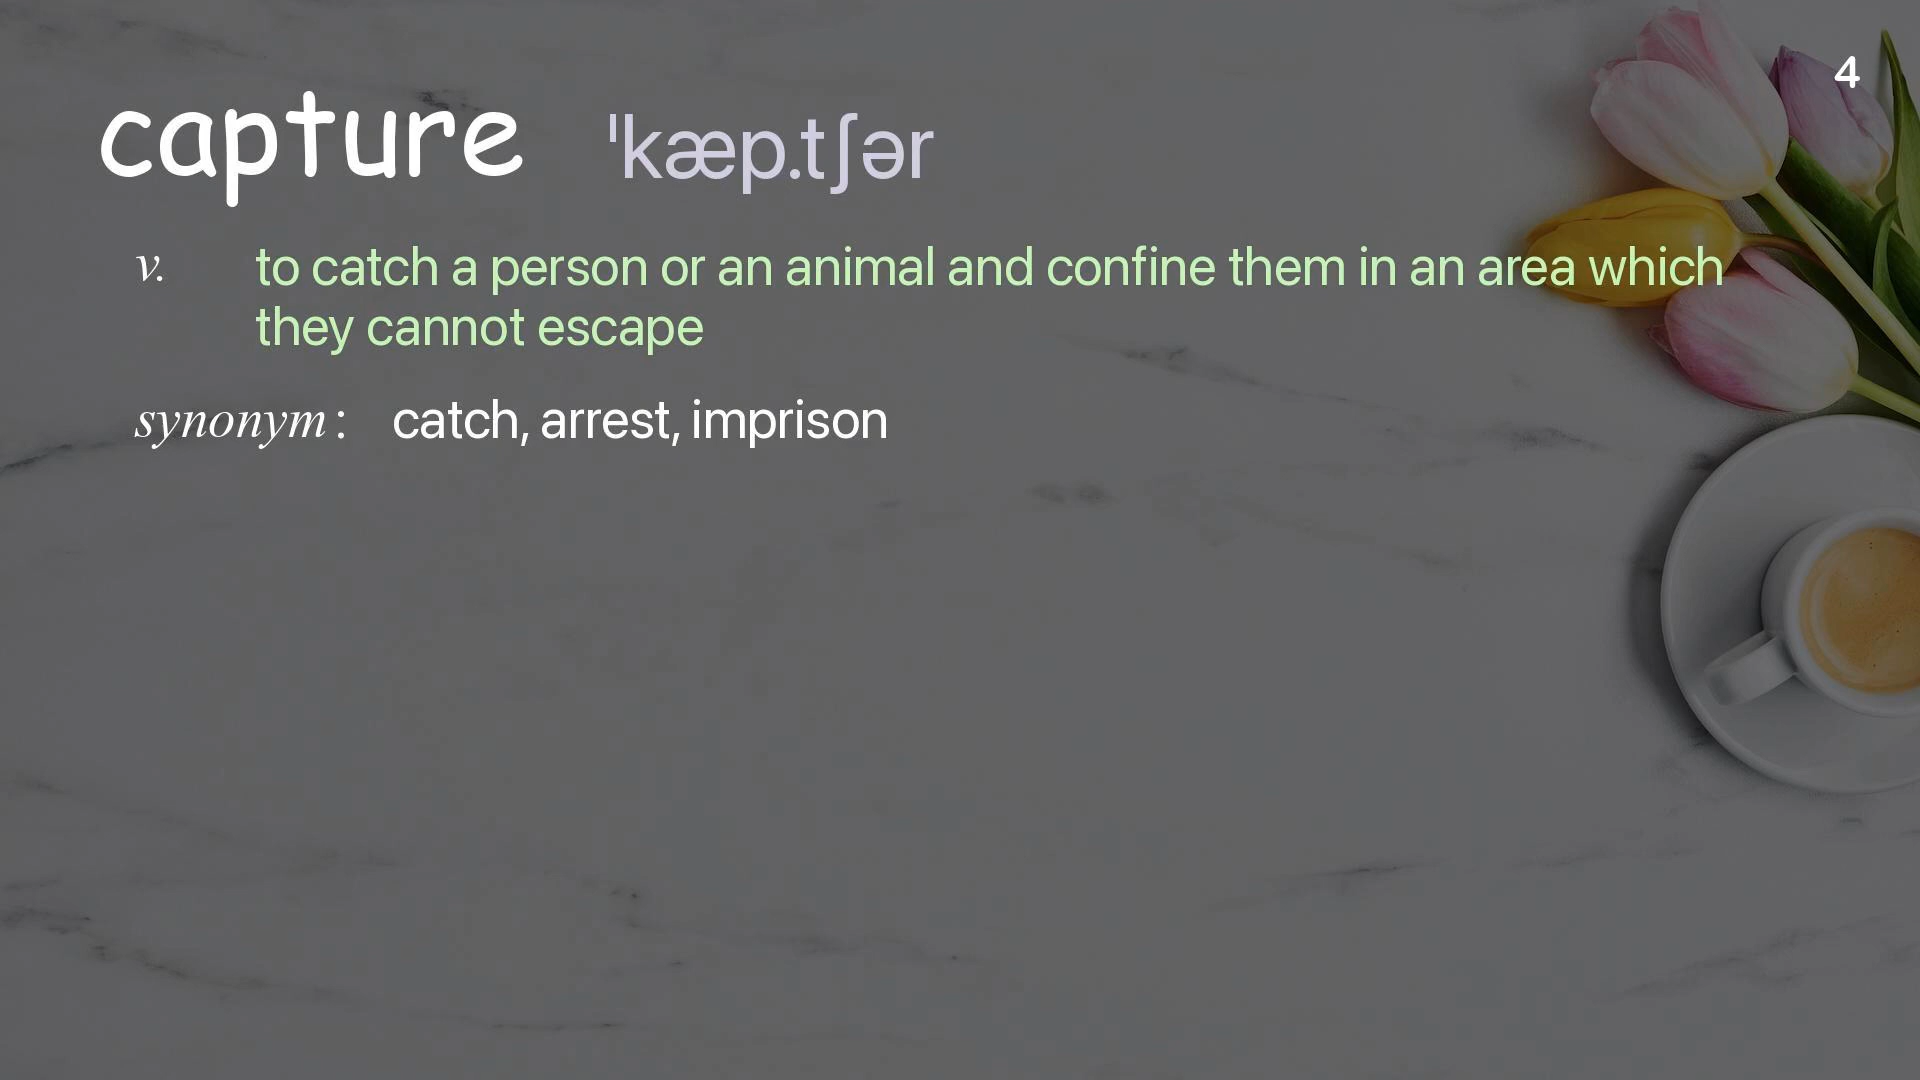 4
capture ˈkæp.tʃər
v. to catch a person or an animal and confine them in an area which
they cannot escape
synonym: catch, arrest, imprison